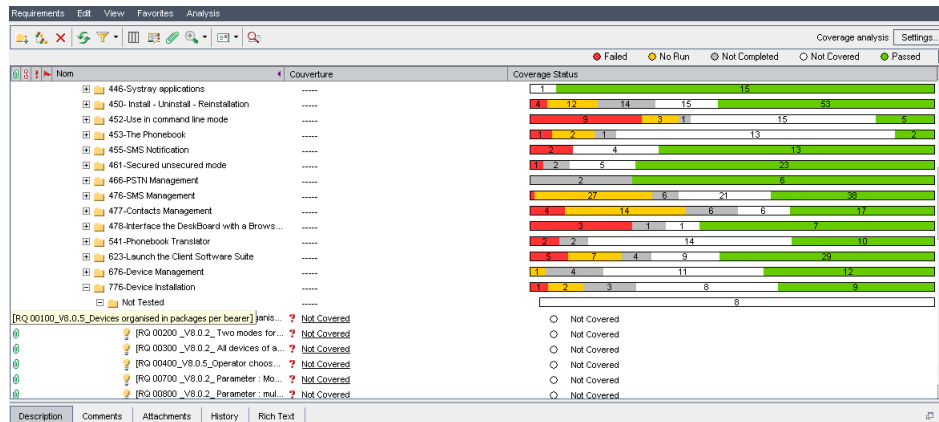 Requirements Edit View Favorites Analysis
Coverage analysis Settings...
Failed No Run Not Completed Not Covered Passed
Nom Couverture Coverage Status
446-Systray applications ----- 1 15
450- Install - Uninstall - Reinstallation ----- 4 12 14 15 53
452-Use in command line mode ----- 9 3 1 15 5
453-The Phonebook ----- 1 2 1 13 2
455-SMS Notification ----- 2 4 13
461-Secured unsecured mode ----- 1 2 5 23
466-PSTN Management ----- 2 6
476-SMS Management ----- 27 6 21 38
477-Contacts Management ----- 4 14 6 6 17
478-Interface the DeskBoard with a Brows... ----- 3 1 1 7
541-Phonebook Translator ----- 2 2 14 10
623-Launch the Client Software Suite ----- 5 7 4 9 29
676-Device Management ----- 1 4 11 12
776-Device Installation ----- 1 2 3 8 9
Not Tested ----- 8
[RQ 00100_V8.0.5_Devices organised in packages per bearer] ganis... ? Not Covered Not Covered
[RQ 00200 _V8.0.2_ Two modes for... ? Not Covered Not Covered
[RQ 00300 _V8.0.2_ All devices of a... ? Not Covered Not Covered
[RQ 00400_V8.0.5_Operator choos... ? Not Covered Not Covered
[RQ 00700 _V8.0.2_ Parameter : Mo... ? Not Covered Not Covered
[RQ 00800 _V8.0.2_ Parameter : mul... ? Not Covered Not Covered
Description Comments Attachments History Rich Text